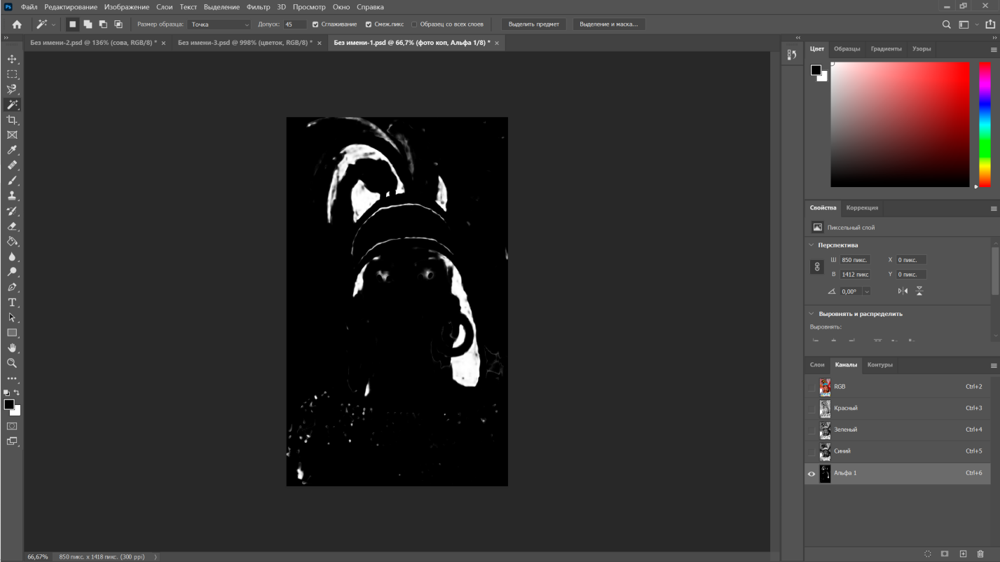 Ps Файл Редактирование Изображение Слои Текст Выделение Фильтр 3D Просмотр Окно Справка
Размер образца: Точка Допуск: 45 Сглаживание Смеж.пикс Образец со всех слоев Выделить предмет Выделение и маска...
Без имени-2.psd @ 136% (сова, RGB/8) * × Без имени-3.psd @ 998% (цветок, RGB/8) * × Без имени-1.psd @ 66,7% (фото коп, Альфа 1/8) * ×
Цвет Образцы Градиенты Узоры
Свойства Коррекция
Пиксельный слой
Перспектива
Ш 850 пикс. X 0 пикс.
В 1412 пикс Y 0 пикс.
0,00°
Выровнять и распределить
Выровнять:
Слои Каналы Контуры
RGB Ctrl+2
Красный Ctrl+3
Зеленый Ctrl+4
Синий Ctrl+5
Альфа 1 Ctrl+6
66,67% 850 пикс. x 1418 пикс. (300 ppi)